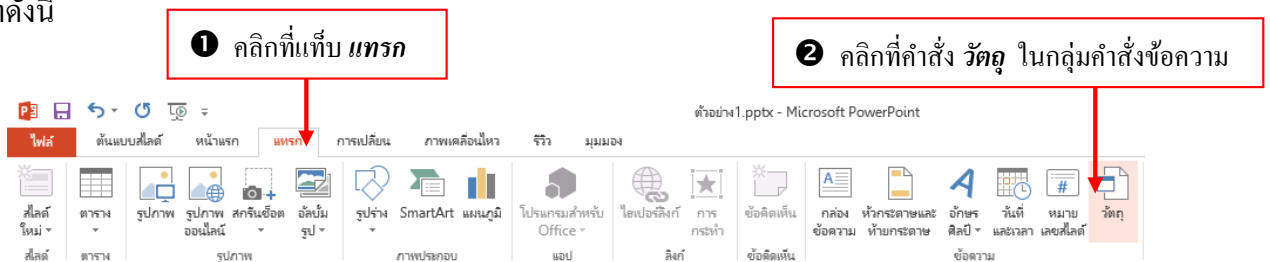 ❶ คลิกที่แท็บ แทรก
❷ คลิกที่คำสั่ง วัตถุ ในกลุ่มคำสั่งข้อความ
ตัวอย่าง1.pptx - Microsoft PowerPoint
ไฟล์ ต้นแบบสไลด์ หน้าแรก แทรก การเปลี่ยน ภาพเคลื่อนไหว รีวิว มุมมอง
สไลด์ ตาราง รูปภาพ รูปภาพ สกรีนช็อต อัลบั้ม รูปร่าง SmartArt แผนภูมิ โปรแกรมสำหรับ ไฮเปอร์ลิงก์ การ ข้อคิดเห็น กล่อง หัวกระดาษและ อักษร วันที่ หมาย วัตถุ
ใหม่ ออนไลน์ รูป Office กระทำ ข้อความ ท้ายกระดาษ ศิลป์ และเวลา เลขสไลด์
สไลด์ ตาราง รูปภาพ ภาพประกอบ แอป ลิงก์ ข้อคิดเห็น ข้อความ